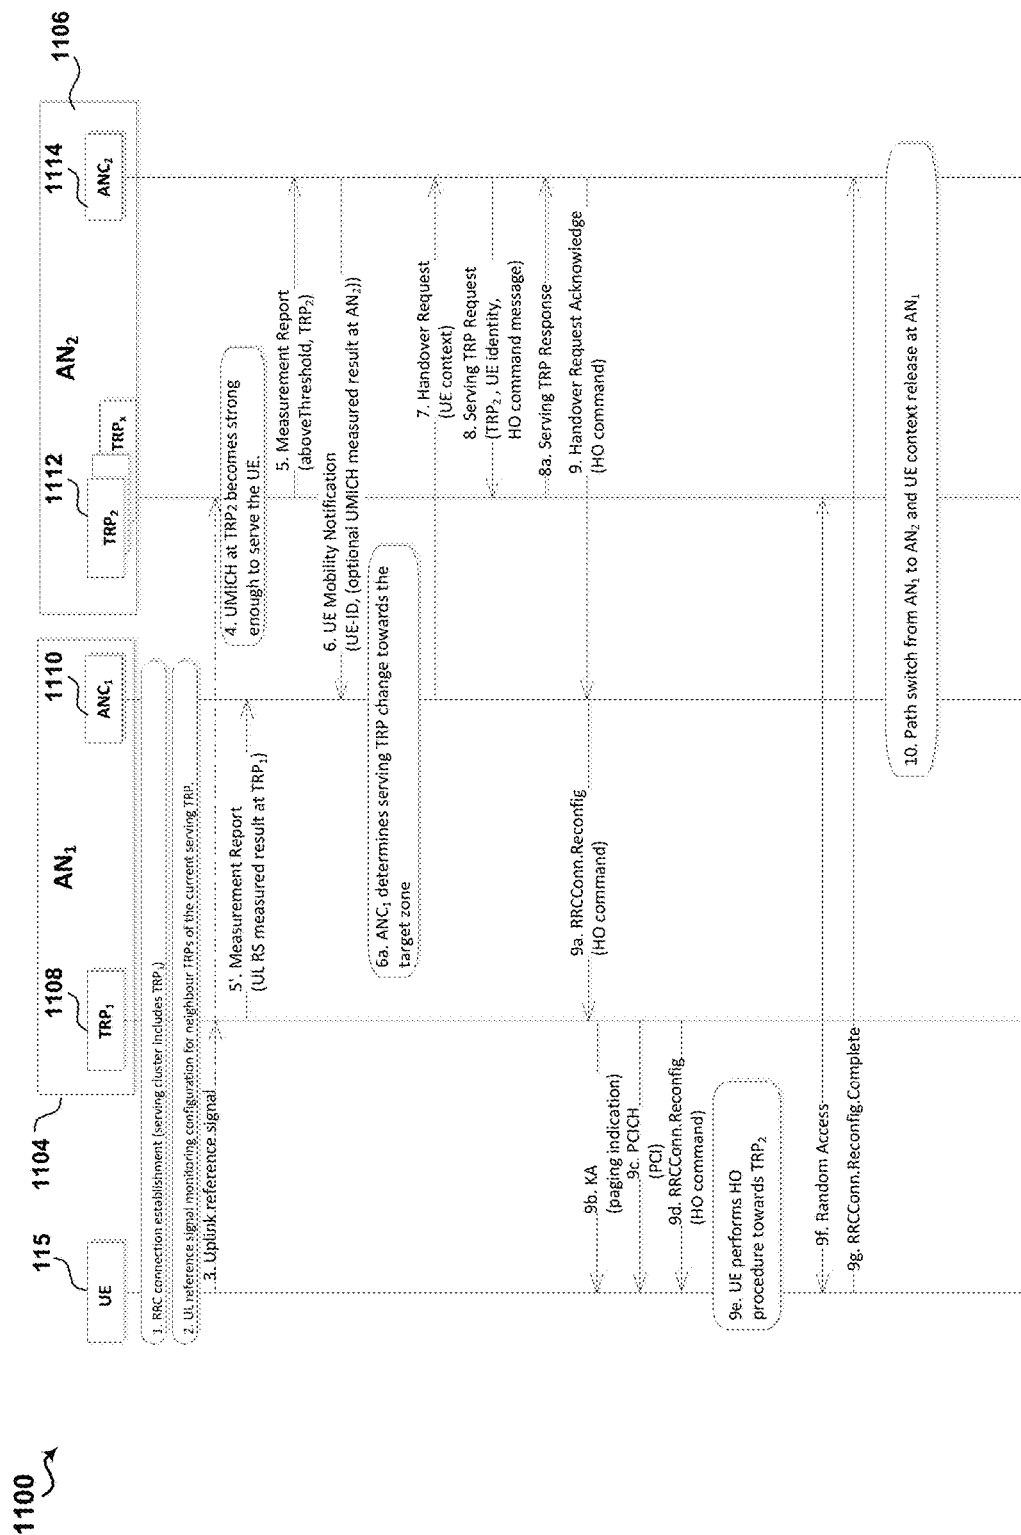 1100
115
UE
1104
1108
TRP₁
AN₁
1110
ANC₁
1112
TRP₂
TRPₓ
AN₂
1114
ANC₂
1106
1. RRC connection establishment (serving cluster includes TRP₁)
2. UL reference signal monitoring configuration for neighbour TRPs of the current serving TRP.
3. Uplink reference signal
4. UMICH at TRP₂ becomes strong
enough to serve the UE.
5'. Measurement Report
(UL RS measured result at TRP₁)
5. Measurement Report
(aboveThreshold, TRP₂)
6. UE Mobility Notification
(UE-ID, (optional UMICH measured result at AN₂))
6a. ANC₁ determines serving TRP change towards the
target zone
7. Handover Request
(UE context)
8. Serving TRP Request
(TRP₂ , UE identity,
HO command message)
8a. Serving TRP Response
9. Handover Request Acknowledge
(HO command)
9a. RRCConn.Reconfig
(HO command)
9b. KA
(paging indication)
9c. PCICH
(PCI)
9d. RRCConn.Reconfig
(HO command)
9e. UE performs HO
procedure towards TRP₂
9f. Random Access
9g. RRCConn.Reconfig.Complete
10. Path switch from AN₁ to AN₂ and UE context release at AN₁